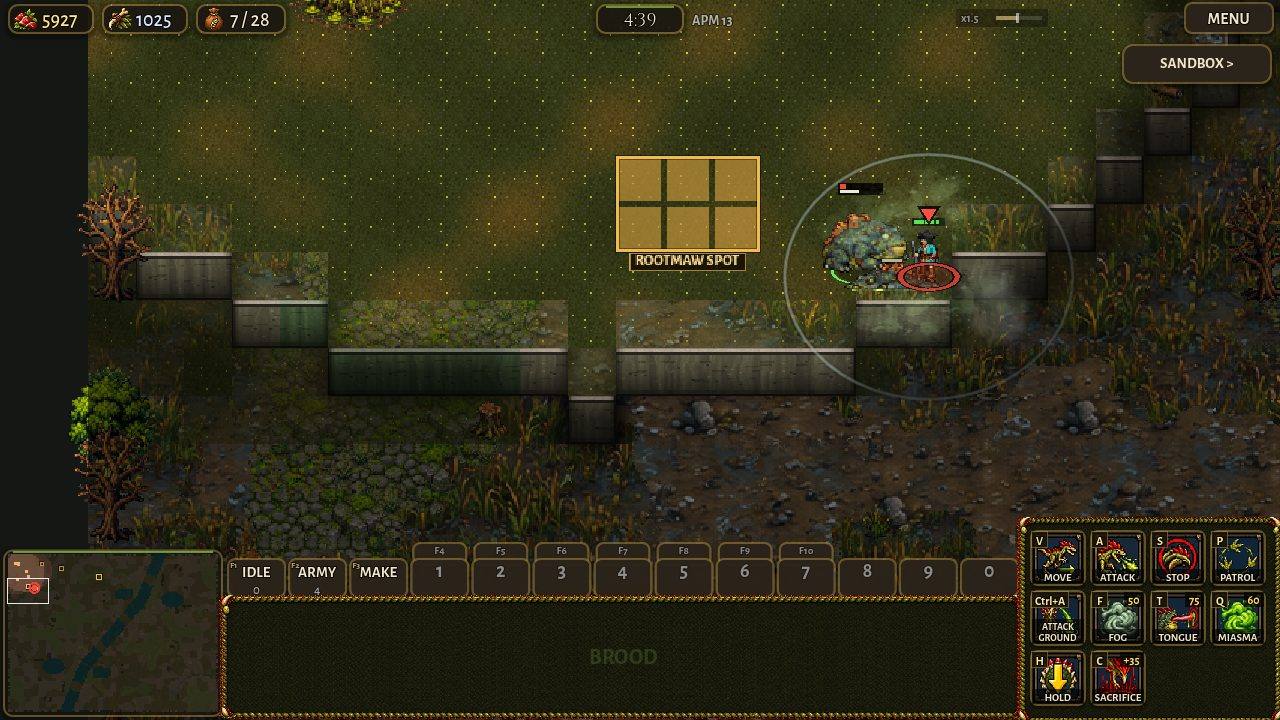 5927
1025
7 / 28
4:39
APM 13
x1.5
MENU
SANDBOX >
ROOTMAW SPOT
F1 IDLE 0
F2 ARMY 4
F3 MAKE
F4 1
F5 2
F6 3
F7 4
F8 5
F9 6
F10 7
8
9
0
BROOD
V MOVE
A ATTACK
S STOP
P PATROL
Ctrl+A ATTACK GROUND
F 50 FOG
T 75 TONGUE
Q 60 MIASMA
H HOLD
C +35 SACRIFICE